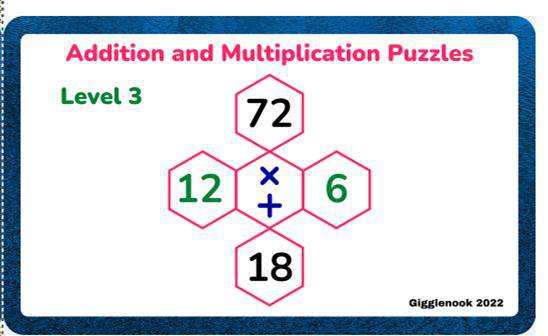 Addition and Multiplication Puzzles
Level 3
72
12 × 6
+
18
Gigglenook 2022